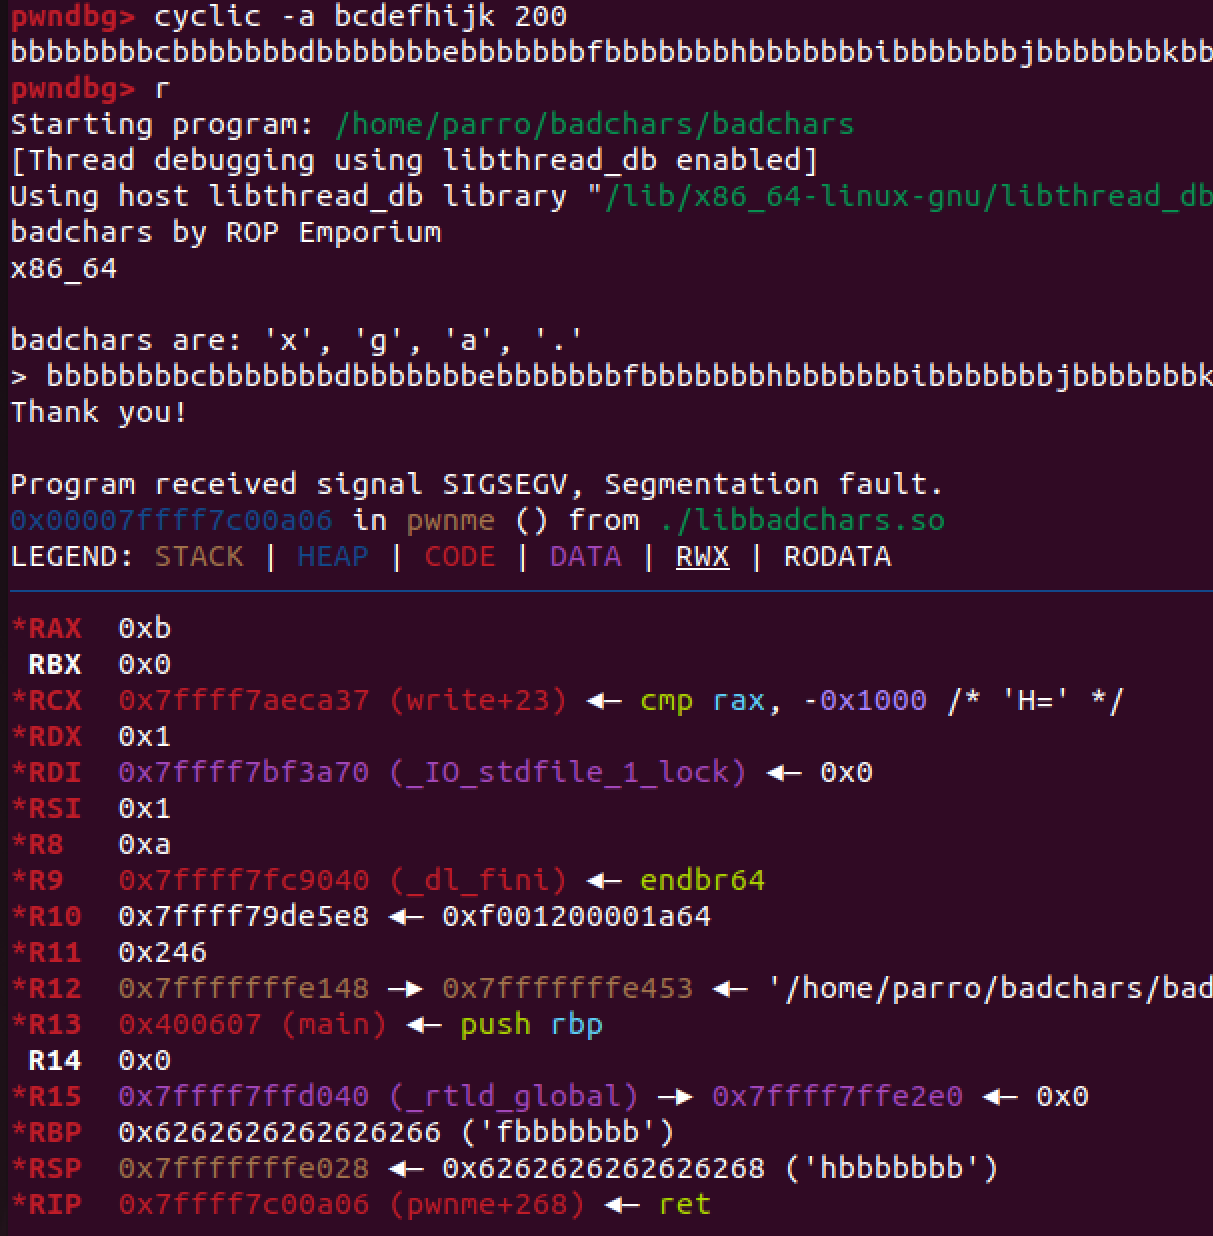 pwndbg> cyclic -a bcdefhijk 200
bbbbbbbbcbbbbbbbdbbbbbbbebbbbbbbfbbbbbbbhbbbbbbbibbbbbbbjbbbbbbbkbb
pwndbg> r
Starting program: /home/parro/badchars/badchars
[Thread debugging using libthread_db enabled]
Using host libthread_db library "/lib/x86_64-linux-gnu/libthread_db
badchars by ROP Emporium
x86_64
badchars are: 'x', 'g', 'a', '.'
> bbbbbbbbcbbbbbbbdbbbbbbbebbbbbbbfbbbbbbbhbbbbbbbibbbbbbbjbbbbbbbk
Thank you!
Program received signal SIGSEGV, Segmentation fault.
0x00007ffff7c00a06 in pwnme () from ./libbadchars.so
LEGEND: STACK | HEAP | CODE | DATA | RWX | RODATA
*RAX  0xb
 RBX  0x0
*RCX  0x7ffff7aeca37 (write+23) ◂— cmp rax, -0x1000 /* 'H=' */
*RDX  0x1
*RDI  0x7ffff7bf3a70 (_IO_stdfile_1_lock) ◂— 0x0
*RSI  0x1
*R8   0xa
*R9   0x7ffff7fc9040 (_dl_fini) ◂— endbr64
*R10  0x7ffff79de5e8 ◂— 0xf001200001a64
*R11  0x246
*R12  0x7fffffffe148 —▸ 0x7fffffffe453 ◂— '/home/parro/badchars/bad
*R13  0x400607 (main) ◂— push rbp
 R14  0x0
*R15  0x7ffff7ffd040 (_rtld_global) —▸ 0x7ffff7ffe2e0 ◂— 0x0
*RBP  0x6262626262626266 ('fbbbbbbb')
*RSP  0x7fffffffe028 ◂— 0x6262626262626268 ('hbbbbbbb')
*RIP  0x7ffff7c00a06 (pwnme+268) ◂— ret